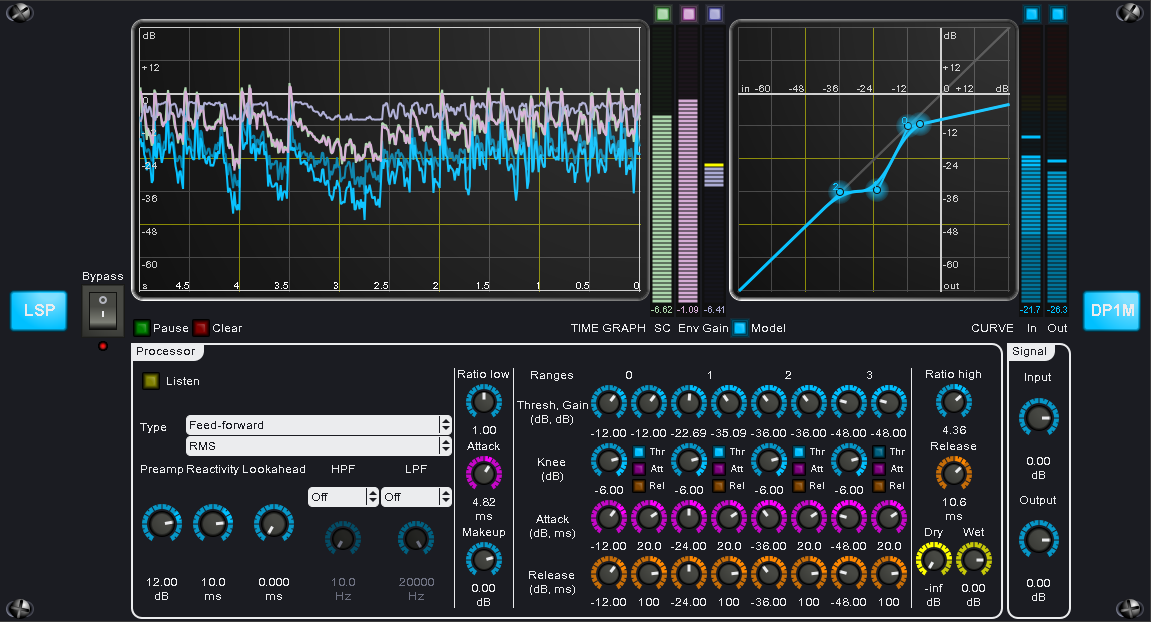 dB
+12
0
-12
-24
-36
-48
-60
s 4.5 4 3.5 3 2.5 2 1.5 1 0.5 0
dB
in -60 -48 -36 -24 -12 0 +12 dB
+12
-12
-24
-36
-48
-60
out
0
2
-6.62 -1.09 -6.41
-21.7 -26.3
Bypass
LSP
DP1M
Pause Clear
TIME GRAPH SC Env Gain Model
CURVE In Out
Processor
Signal
Listen
Type
Feed-forward
RMS
Preamp Reactivity Lookahead HPF LPF
Off Off
12.00 10.0 0.000 10.0 20000
dB ms ms Hz Hz
Ratio low
1.00
Attack
4.82
ms
Makeup
0.00
dB
Ranges 0 1 2 3
Thresh, Gain
(dB, dB)
-12.00 -12.00 -22.69 -35.09 -36.00 -36.00 -48.00 -48.00
Knee
(dB)
Thr Thr Thr Thr
Att Att Att Att
Rel Rel Rel Rel
-6.00 -6.00 -6.00 -6.00
Attack
(dB, ms)
-12.00 20.0 -24.00 20.0 -36.00 20.0 -48.00 20.0
Release
(dB, ms)
-12.00 100 -24.00 100 -36.00 100 -48.00 100
Ratio high
4.36
Release
10.6
ms
Dry Wet
-inf 0.00
dB dB
Input
0.00
dB
Output
0.00
dB